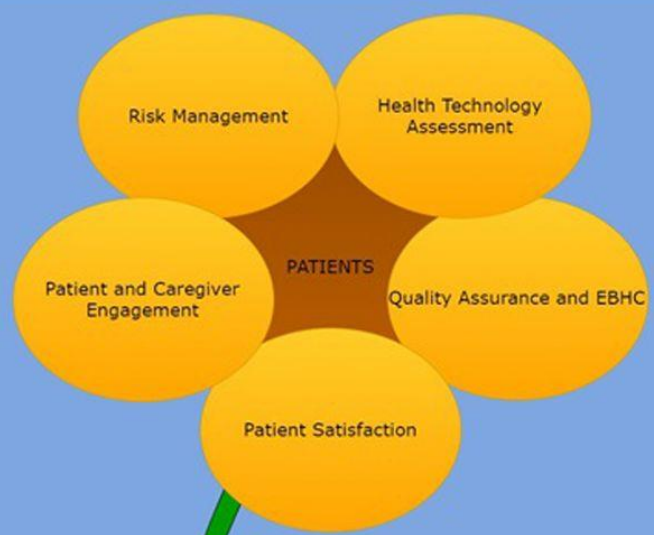 Risk Management
Health Technology
Assessment
PATIENTS
Patient and Caregiver
Engagement
Quality Assurance and EBHC
Patient Satisfaction